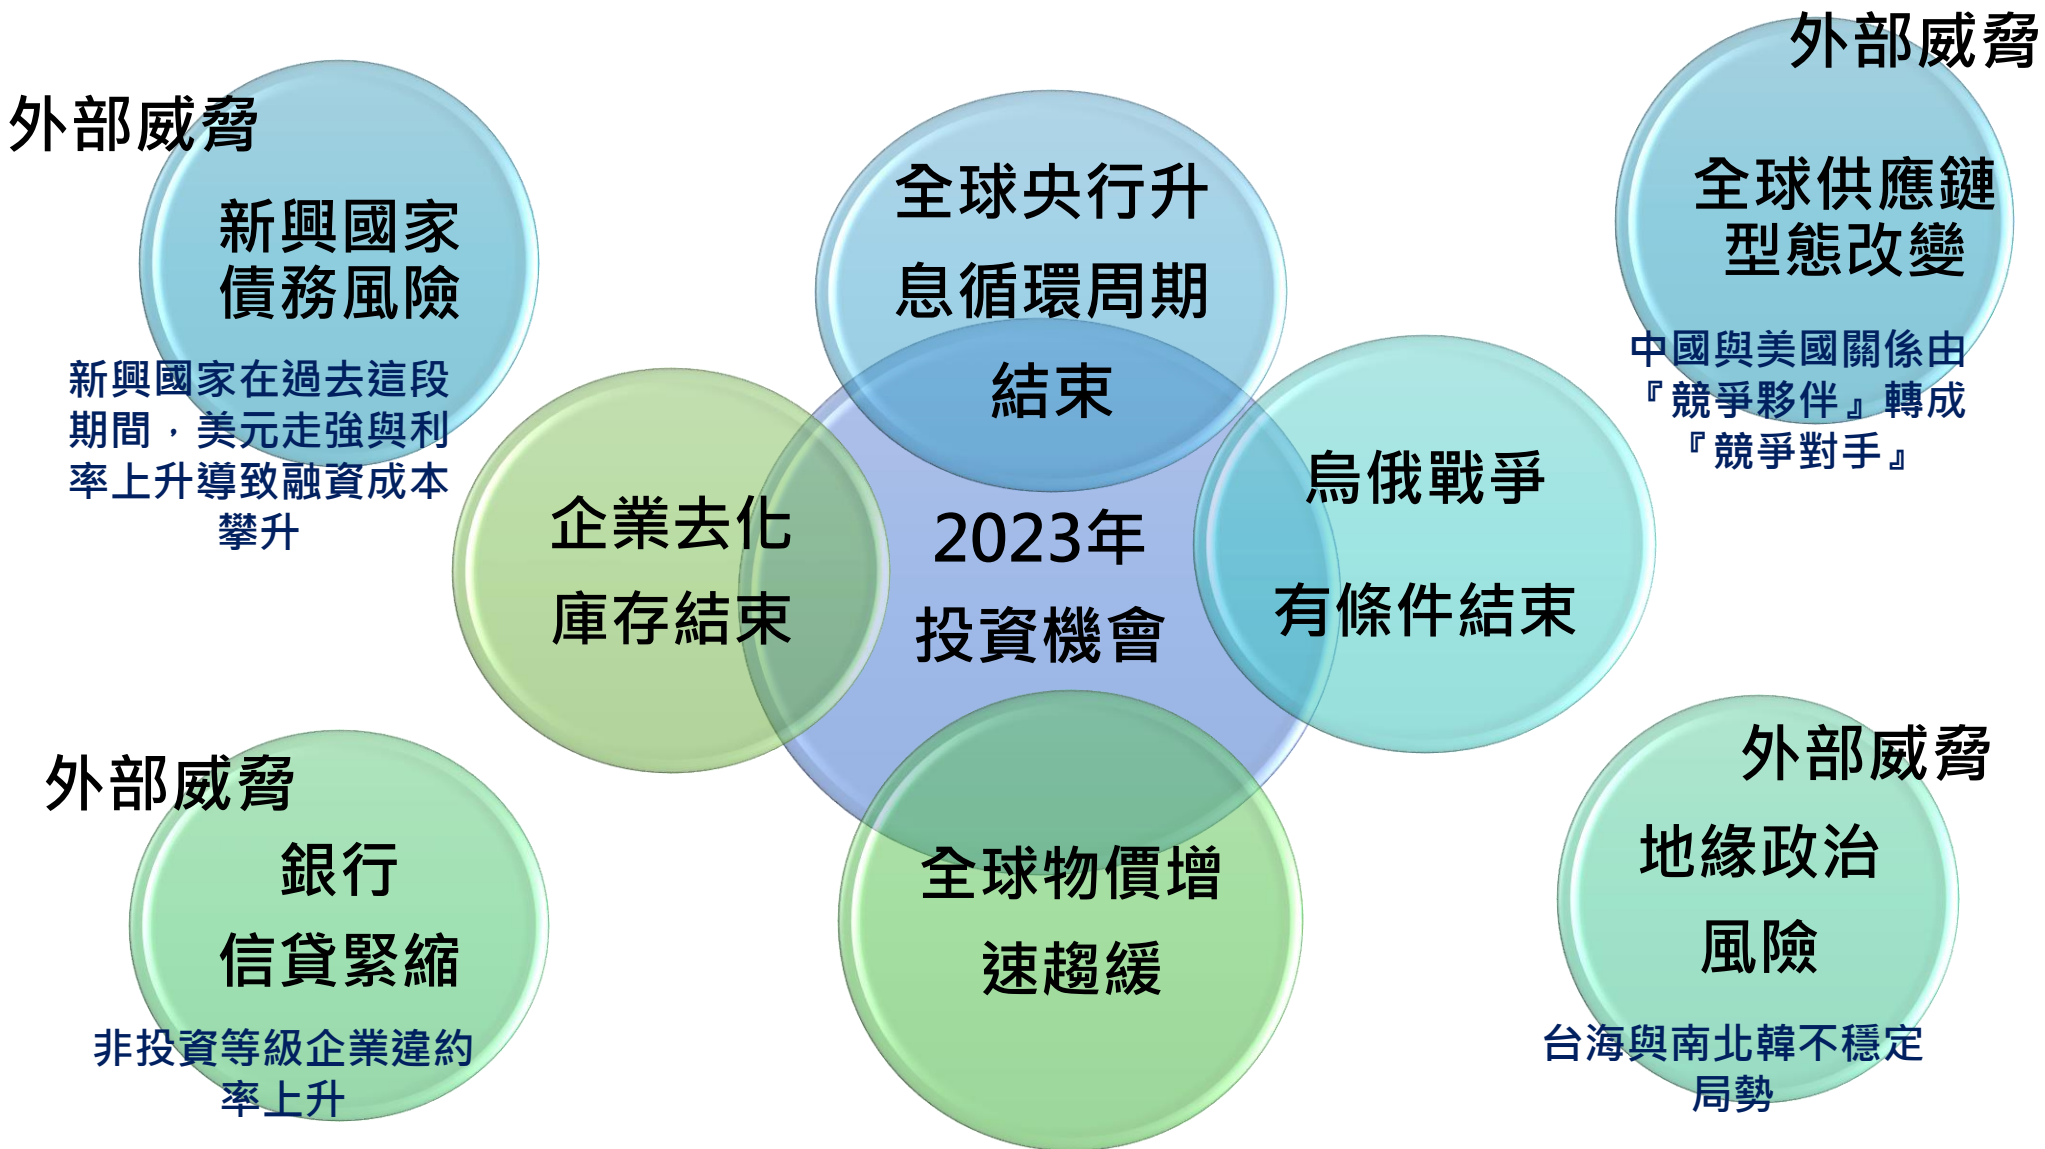 外部威脅
新興國家
債務風險
新興國家在過去這段
期間，美元走強與利
率上升導致融資成本
攀升
全球央行升
息循環周期
結束
外部威脅
全球供應鏈
型態改變
中國與美國關係由
『競爭夥伴』轉成
『競爭對手』
企業去化
庫存結束
2023年
投資機會
烏俄戰爭
有條件結束
外部威脅
銀行
信貸緊縮
非投資等級企業違約
率上升
全球物價增
速趨緩
外部威脅
地緣政治
風險
台海與南北韓不穩定
局勢